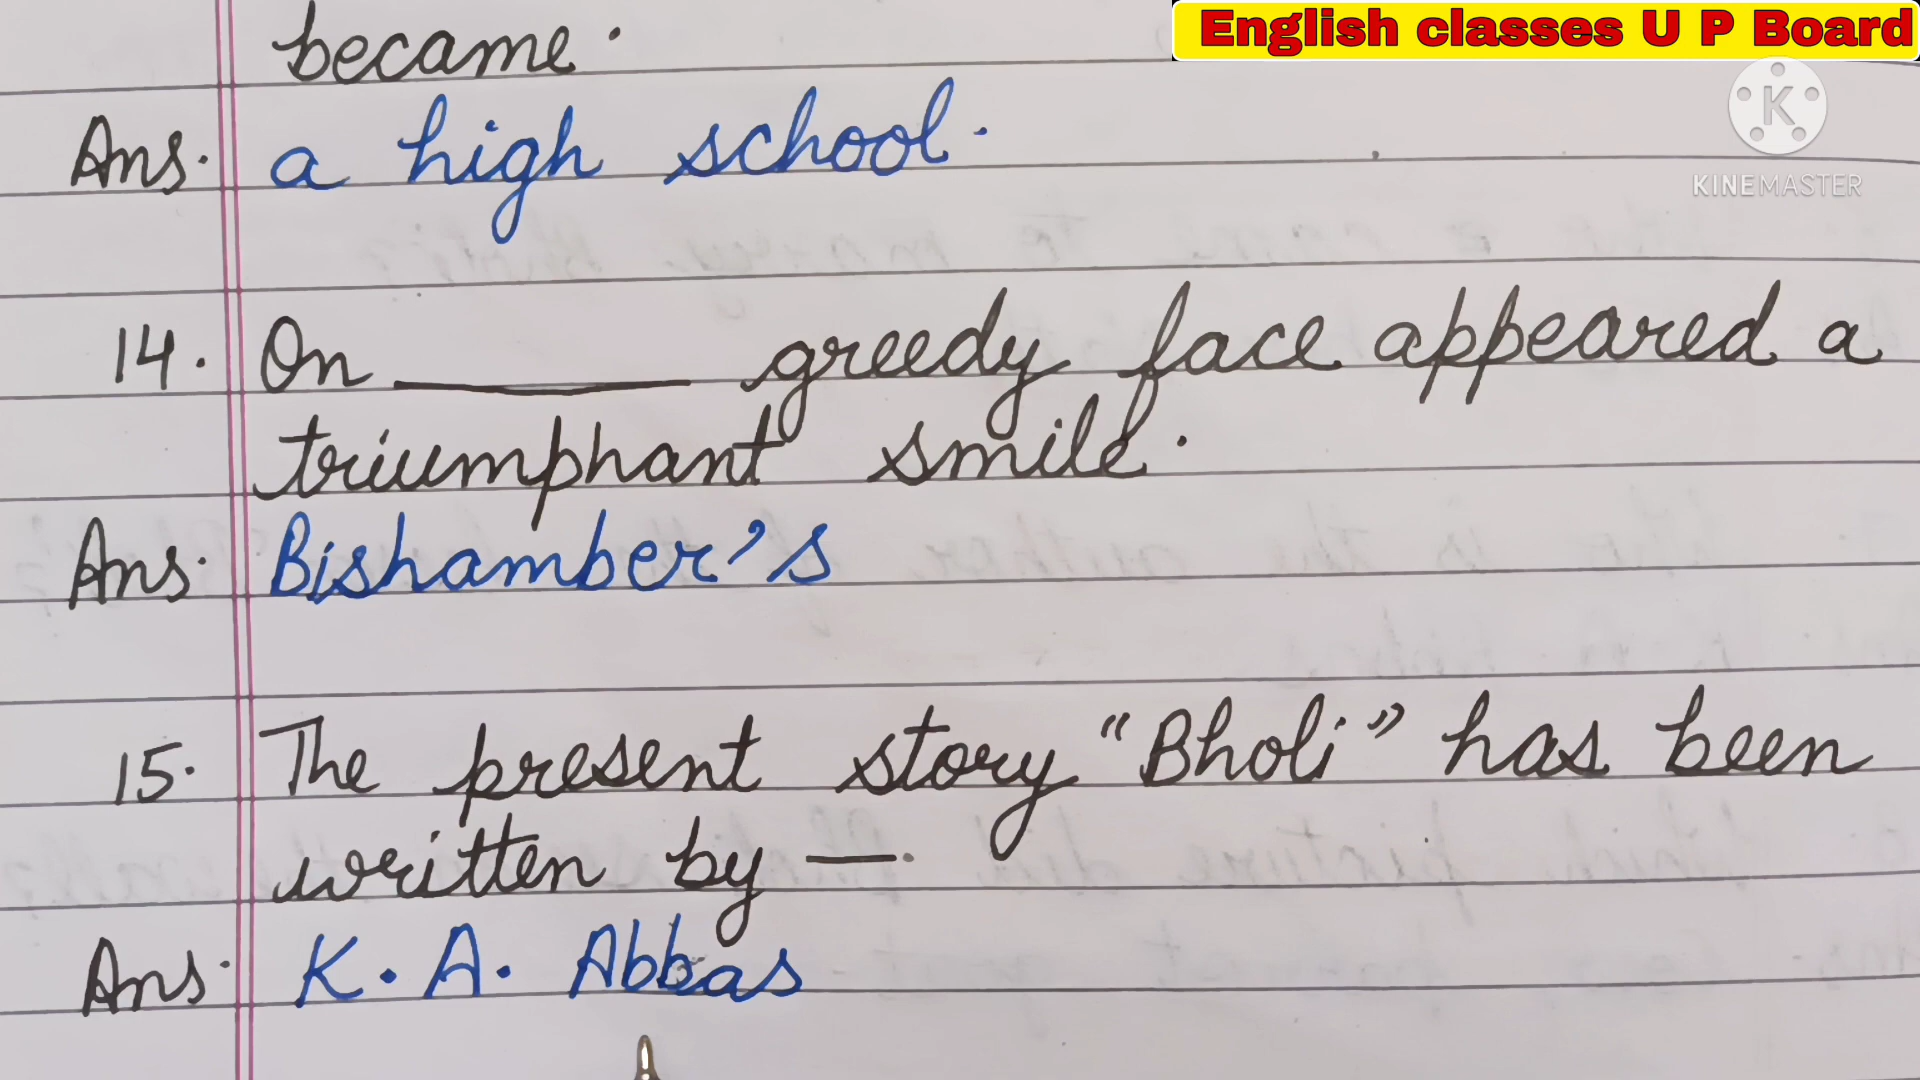 English classes U P Board
became.
Ans. a high school.
KINEMASTER
14. On ______ greedy face appeared a
triumphant smile.
Ans. Bishamber's
15. The present story "Bholi" has been
written by —.
Ans. K. A. Abbas